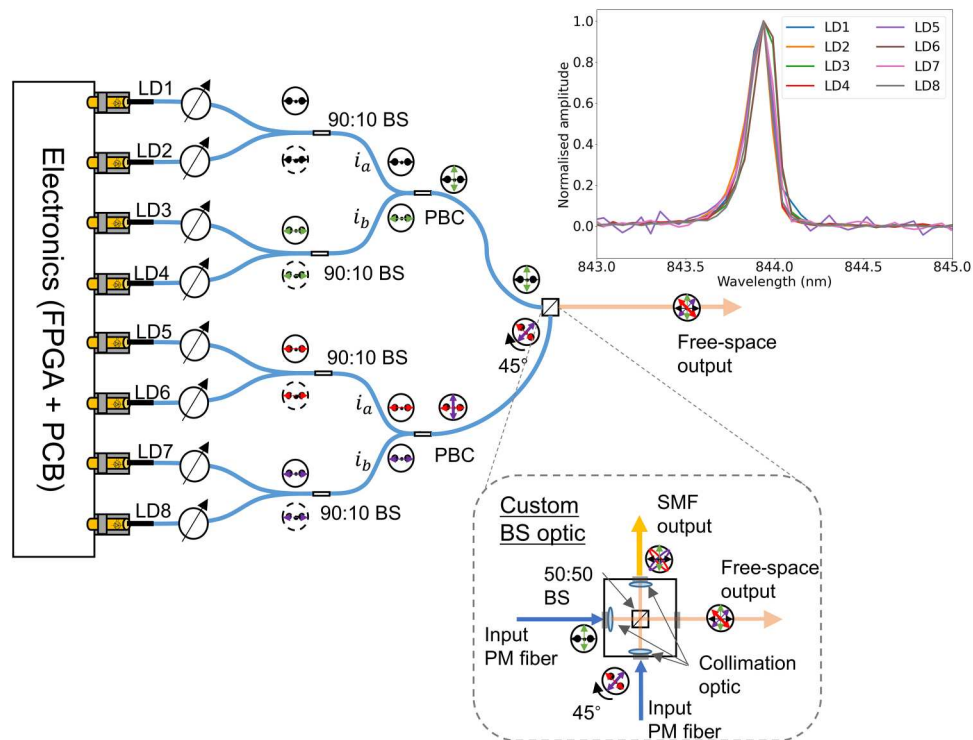 Electronics (FPGA + PCB)
LD1
LD2
LD3
LD4
LD5
LD6
LD7
LD8
90:10 BS
90:10 BS
90:10 BS
90:10 BS
i_a
i_b
i_a
i_b
PBC
PBC
45°
Free-space
output
Normalised amplitude
1.0
0.8
0.6
0.4
0.2
0.0
843.0
843.5
844.0
844.5
845.0
Wavelength (nm)
LD1
LD2
LD3
LD4
LD5
LD6
LD7
LD8
Custom
BS optic
SMF
output
50:50
BS
Free-space
output
Input
PM fiber
Collimation
optic
45°
Input
PM fiber